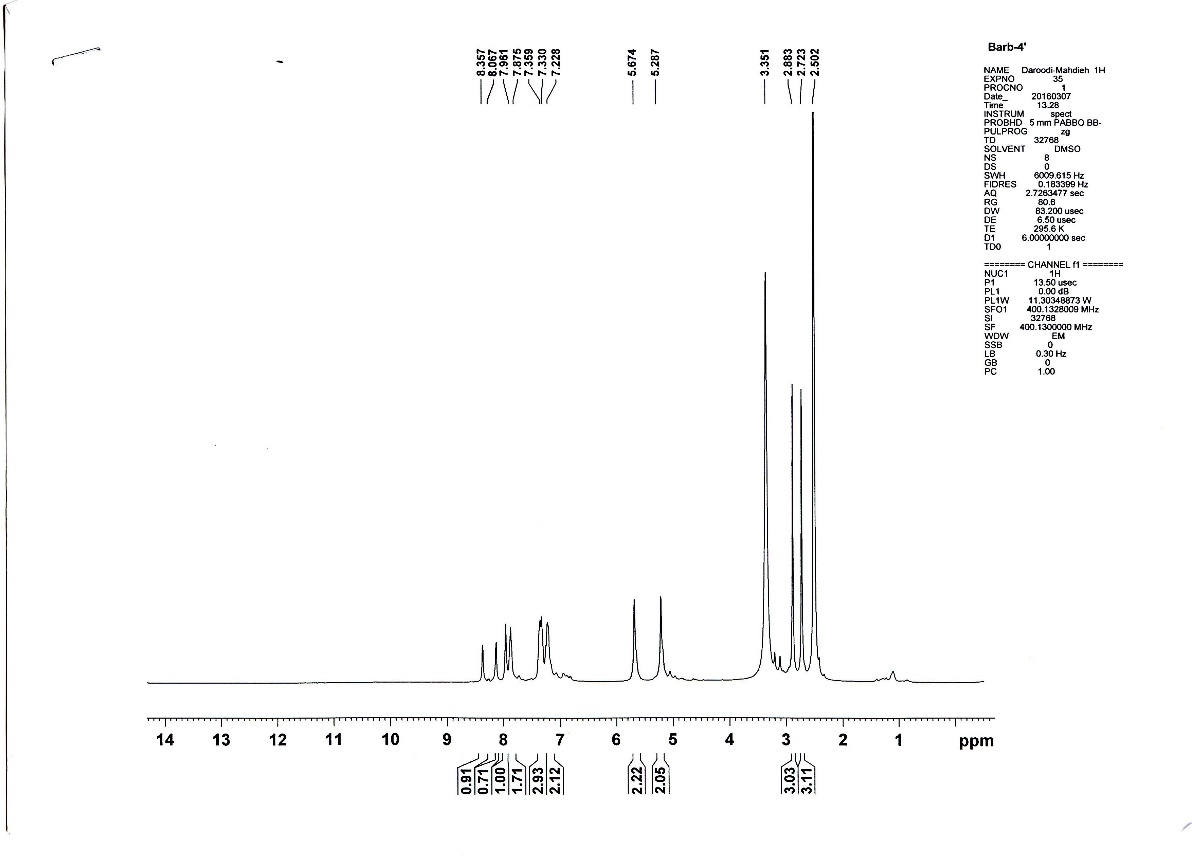 Barb-4'
8.357
8.067
7.961
7.875
7.359
7.330
7.228
5.674
5.287
3.351
2.883
2.723
2.502
NAME Daroodi-Mahdieh 1H
EXPNO 35
PROCNO 1
Date_ 20160307
Time 13.28
INSTRUM spect
PROBHD 5 mm PABBO BB-
PULPROG zg
TD 32768
SOLVENT DMSO
NS 8
DS 0
SWH 6009.615 Hz
FIDRES 0.183399 Hz
AQ 2.7263477 sec
RG 80.6
DW 83.200 usec
DE 6.50 usec
TE 295.6 K
D1 6.00000000 sec
TD0 1
======== CHANNEL f1 ========
NUC1 1H
P1 13.50 usec
PL1 0.00 dB
PL1W 11.30346873 W
SFO1 400.1328009 MHz
SI 32768
SF 400.1300000 MHz
WDW EM
SSB 0
LB 0.30 Hz
GB 0
PC 1.00
14 13 12 11 10 9 8 7 6 5 4 3 2 1 ppm
0.91
0.71
1.00
1.71
2.93
2.12
2.22
2.05
3.03
3.11